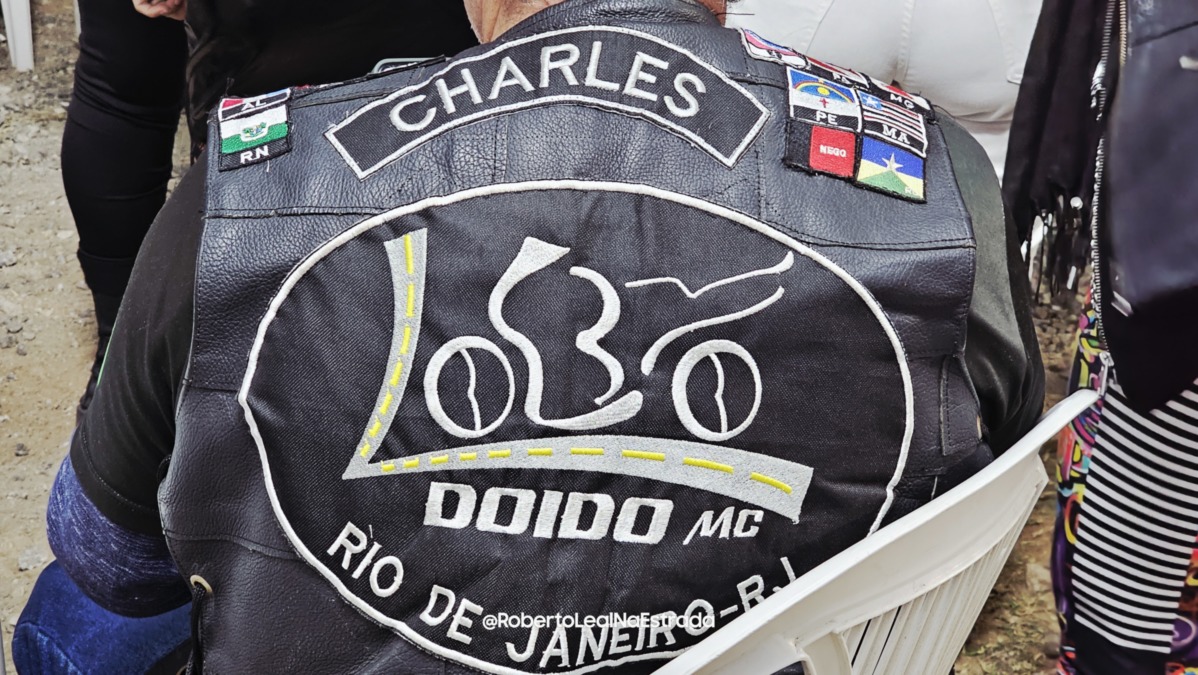 CHARLES
AL
RN
PE
MG
MA
NEGO
LOBO
DOIDO MC
RIO DE JANEIRO-RJ
@RobertoLealNaEstrada